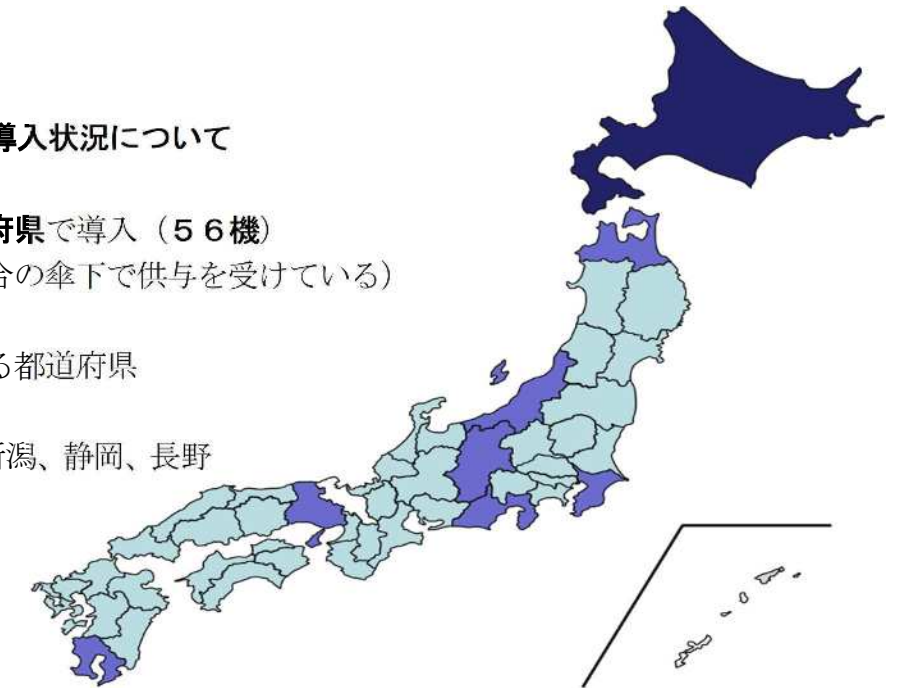 導入状況について
府県で導入（５６機）
合の傘下で供与を受けている）
る都道府県
新潟、静岡、長野